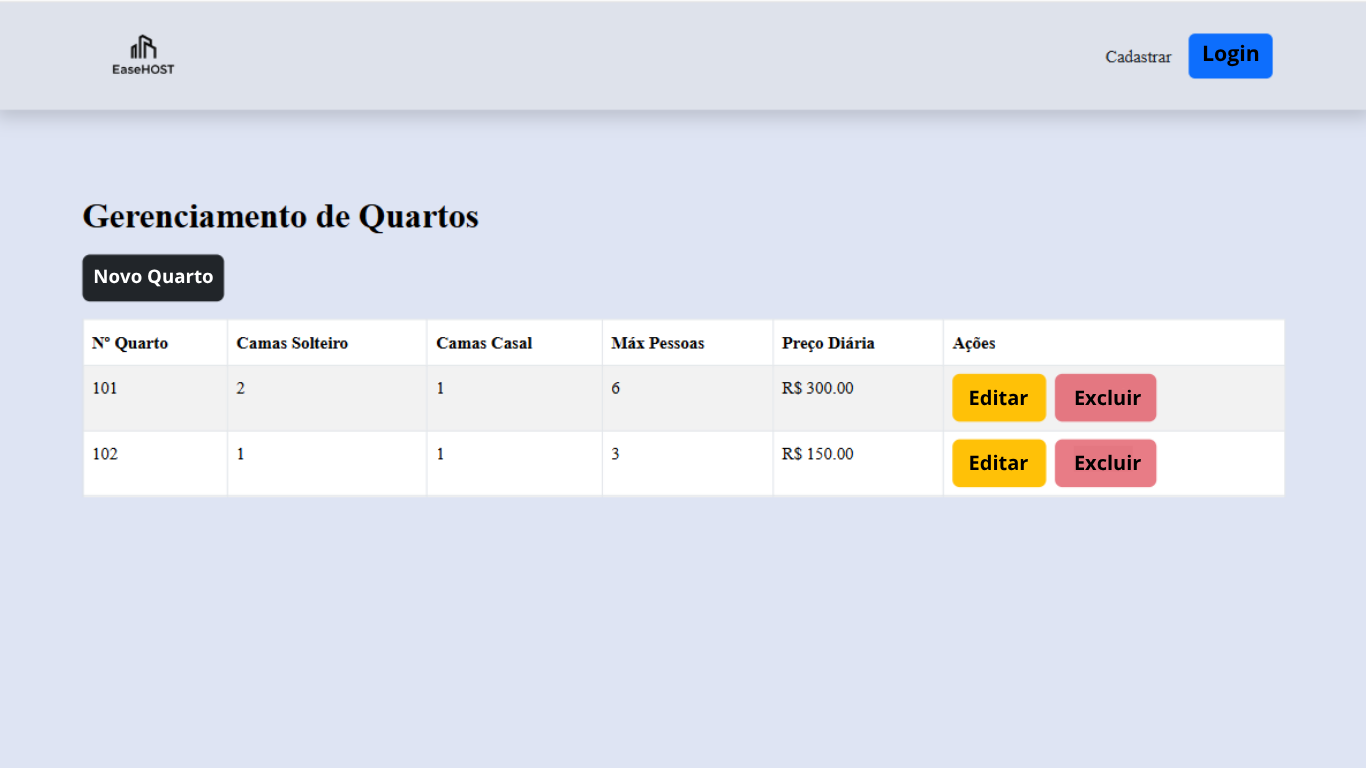 EaseHOST
Cadastrar Login
Gerenciamento de Quartos
Novo Quarto
Nº Quarto Camas Solteiro Camas Casal Máx Pessoas Preço Diária Ações
101 2 1 6 R$ 300.00 Editar Excluir
102 1 1 3 R$ 150.00 Editar Excluir